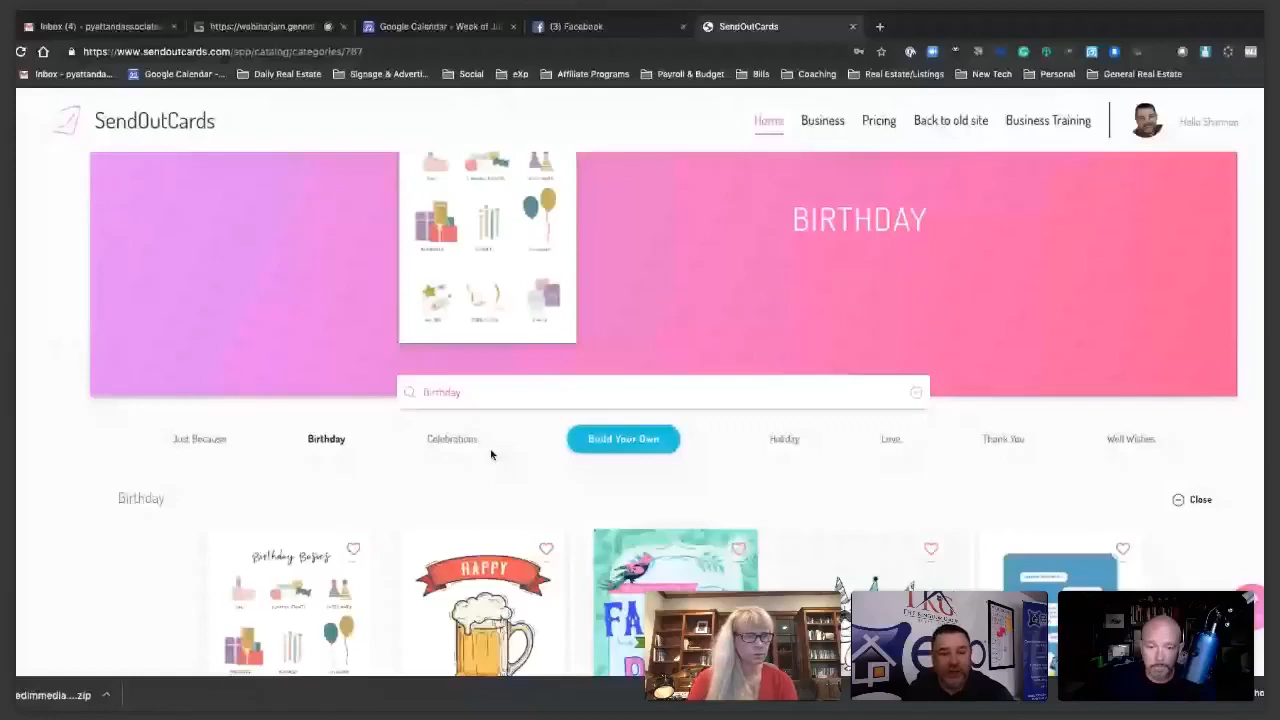 Inbox (4) - pyattandassociate
https://webinarjam.genndi
Google Calendar - Week of Ju
(3) Facebook
SendOutCards
https://www.sendoutcards.com/spp/catalog/categories/787
Inbox - pyattanda...
Google Calendar -...
Daily Real Estate
Signage & Adverti...
Social
eXp
Affiliate Programs
Payroll & Budget
Bills
Coaching
Real Estate/Listings
New Tech
Personal
General Real Estate
SendOutCards
Home
Business
Pricing
Back to old site
Business Training
Hello Shannon
BIRTHDAY
Birthday
Just Because
Birthday
Celebrations
Build Your Own
Holiday
Love
Thank You
Well Wishes
Birthday
Close
Birthday Basics
HAPPY
FA
edimmedia....zip